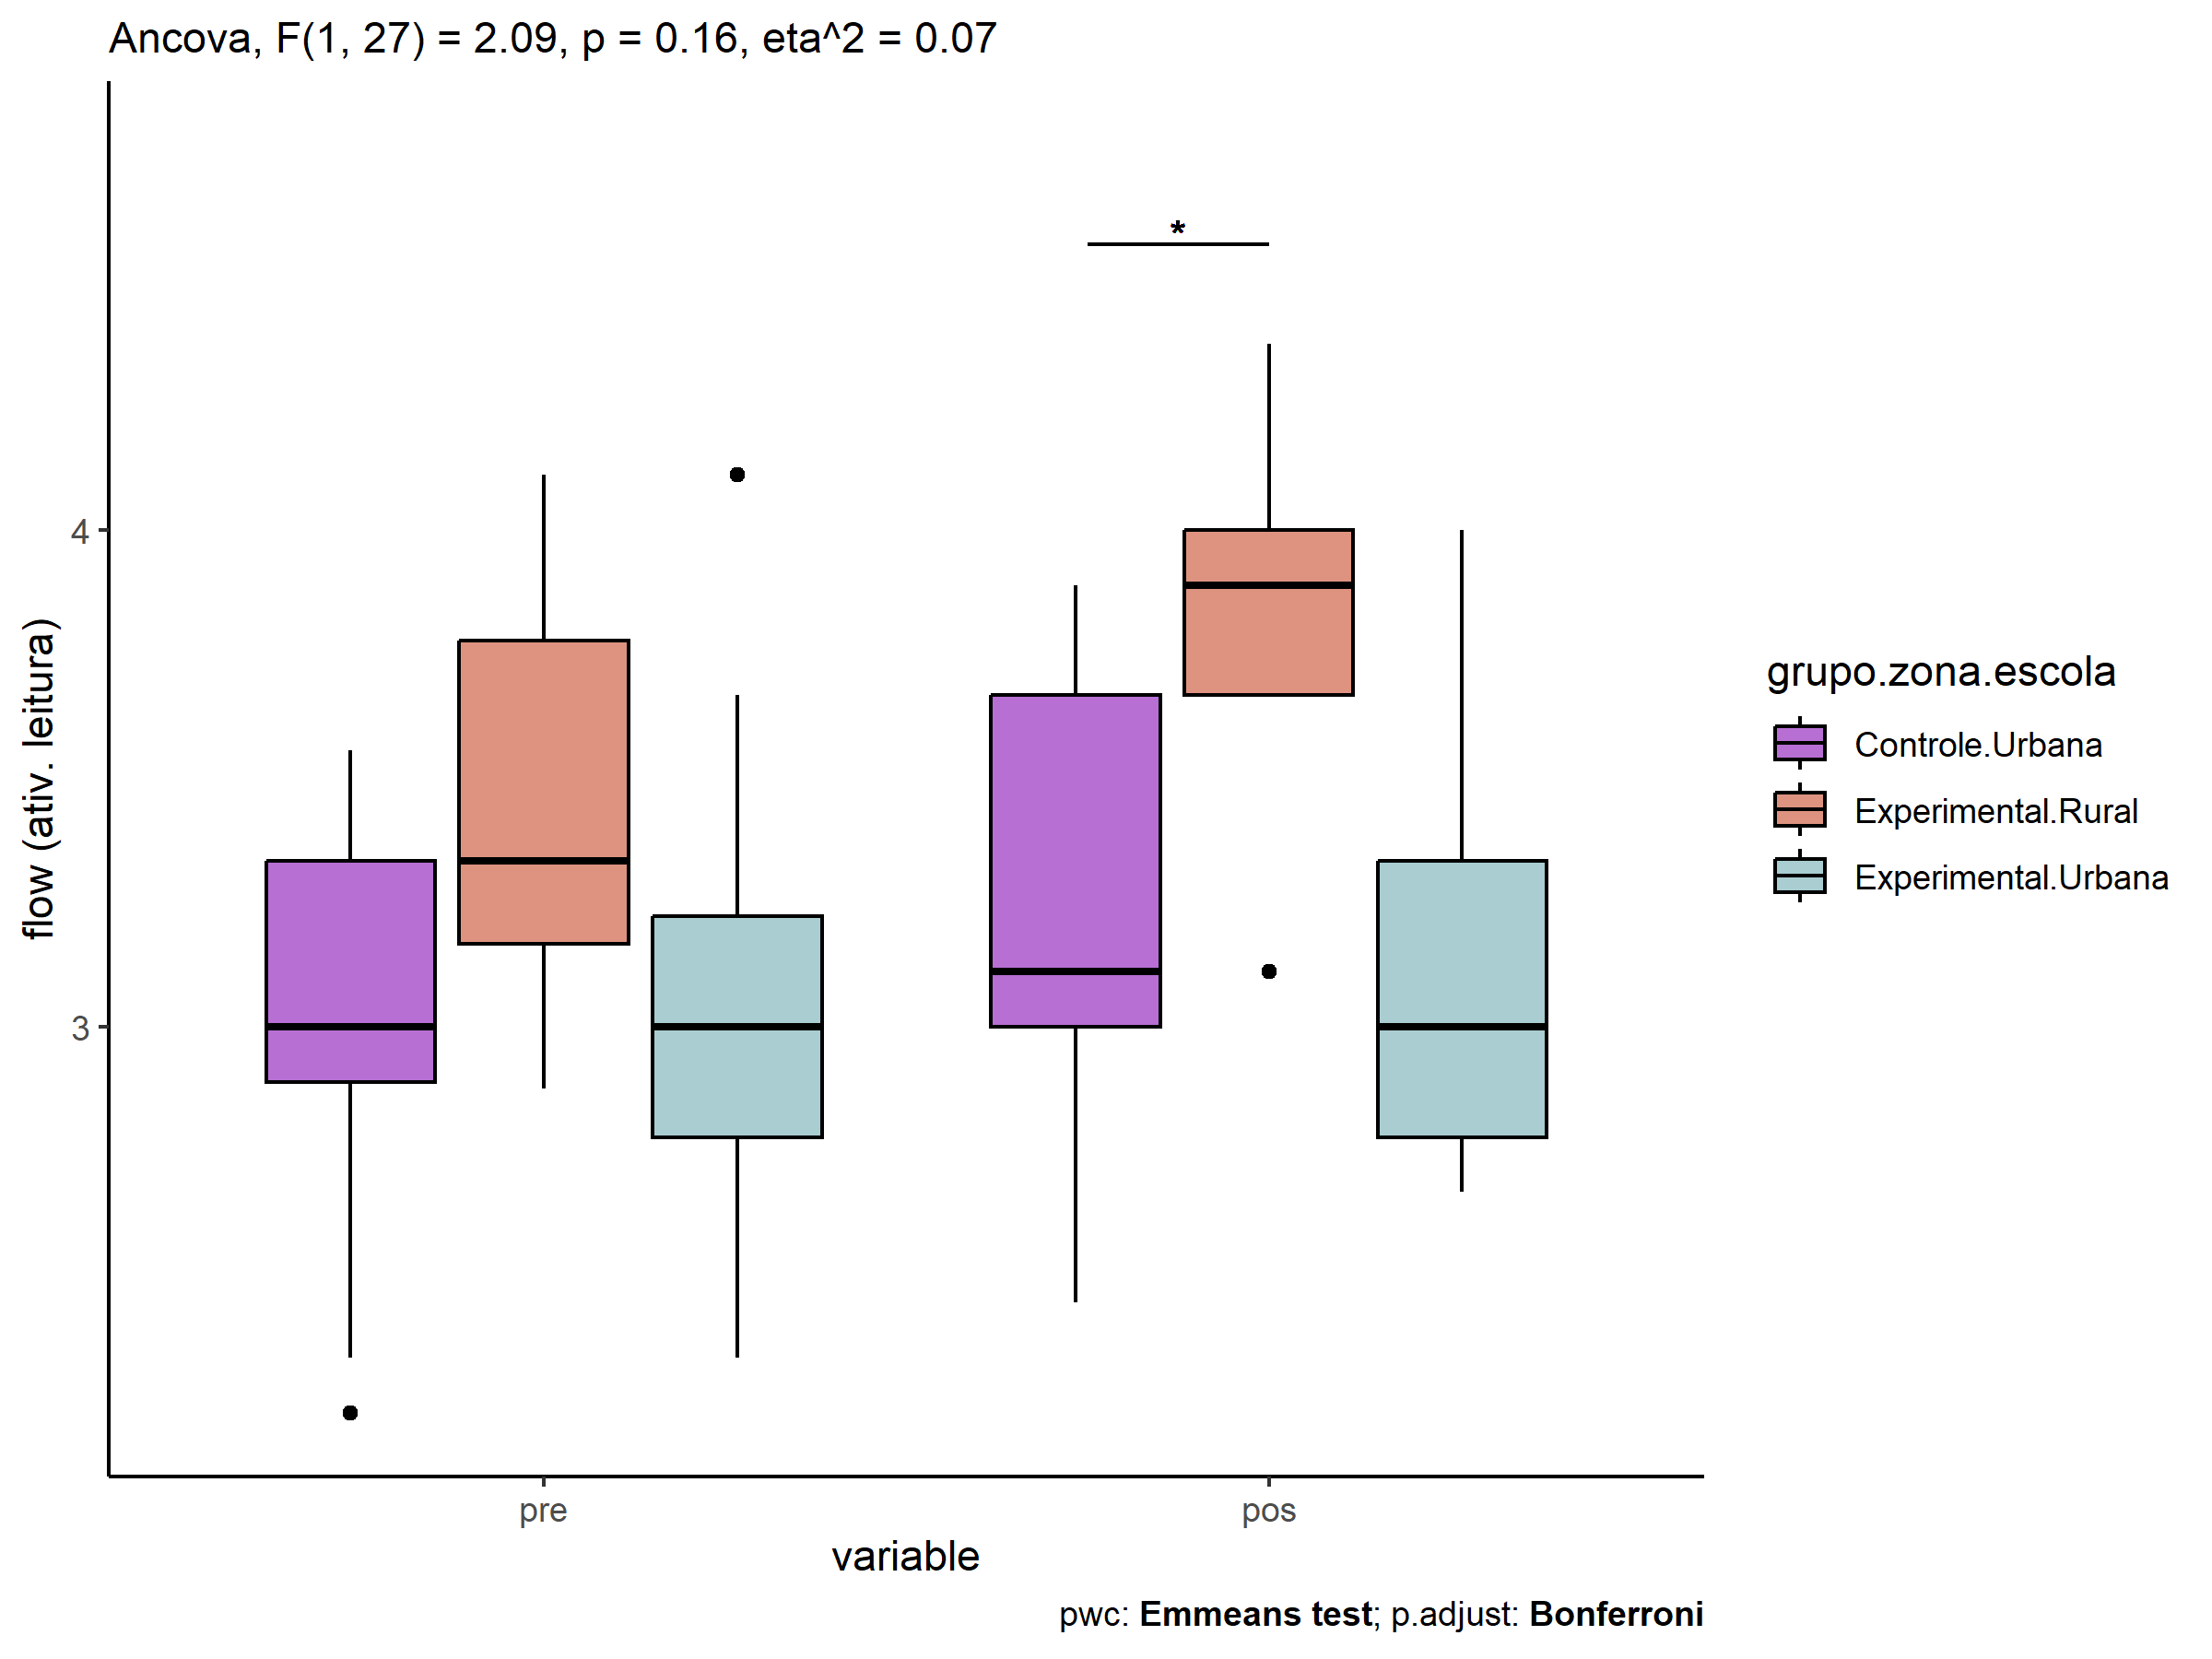 Ancova, F(1, 27) = 2.09, p = 0.16, eta^2 = 0.07
*
4
3
flow (ativ. leitura)
grupo.zona.escola
Controle.Urbana
Experimental.Rural
Experimental.Urbana
pre
pos
variable
pwc: Emmeans test; p.adjust: Bonferroni